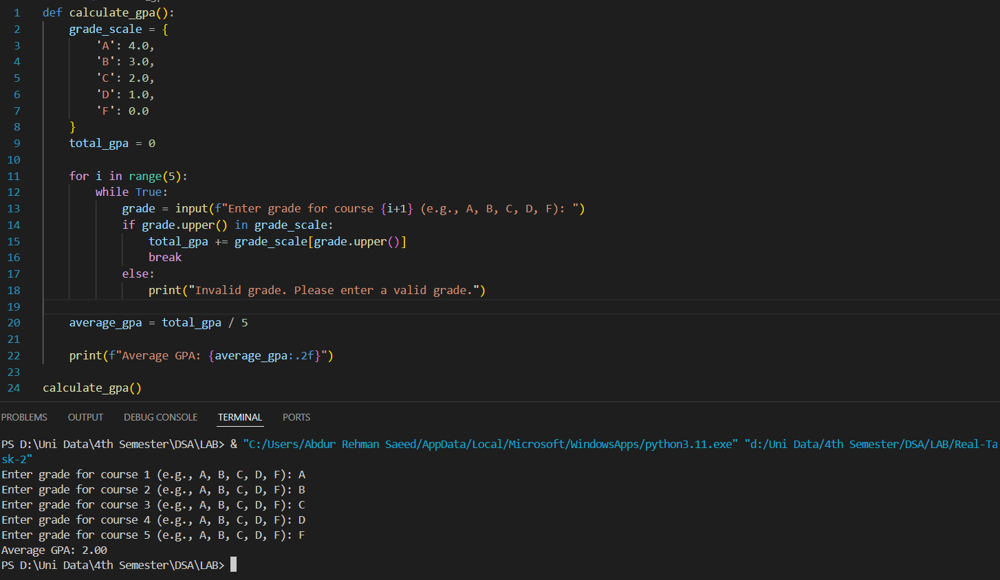 1 def calculate_gpa():
2     grade_scale = {
3         'A': 4.0,
4         'B': 3.0,
5         'C': 2.0,
6         'D': 1.0,
7         'F': 0.0
8     }
9     total_gpa = 0
10
11     for i in range(5):
12         while True:
13             grade = input(f"Enter grade for course {i+1} (e.g., A, B, C, D, F): ")
14             if grade.upper() in grade_scale:
15                 total_gpa += grade_scale[grade.upper()]
16                 break
17             else:
18                 print("Invalid grade. Please enter a valid grade.")
19
20     average_gpa = total_gpa / 5
21
22     print(f"Average GPA: {average_gpa:.2f}")
23
24 calculate_gpa()
PROBLEMS OUTPUT DEBUG CONSOLE TERMINAL PORTS
PS D:\Uni Data\4th Semester\DSA\LAB> & "C:/Users/Abdur Rehman Saeed/AppData/Local/Microsoft/WindowsApps/python3.11.exe" "d:/Uni Data/4th Semester/DSA/LAB/Real-Ta
sk-2"
Enter grade for course 1 (e.g., A, B, C, D, F): A
Enter grade for course 2 (e.g., A, B, C, D, F): B
Enter grade for course 3 (e.g., A, B, C, D, F): C
Enter grade for course 4 (e.g., A, B, C, D, F): D
Enter grade for course 5 (e.g., A, B, C, D, F): F
Average GPA: 2.00
PS D:\Uni Data\4th Semester\DSA\LAB>